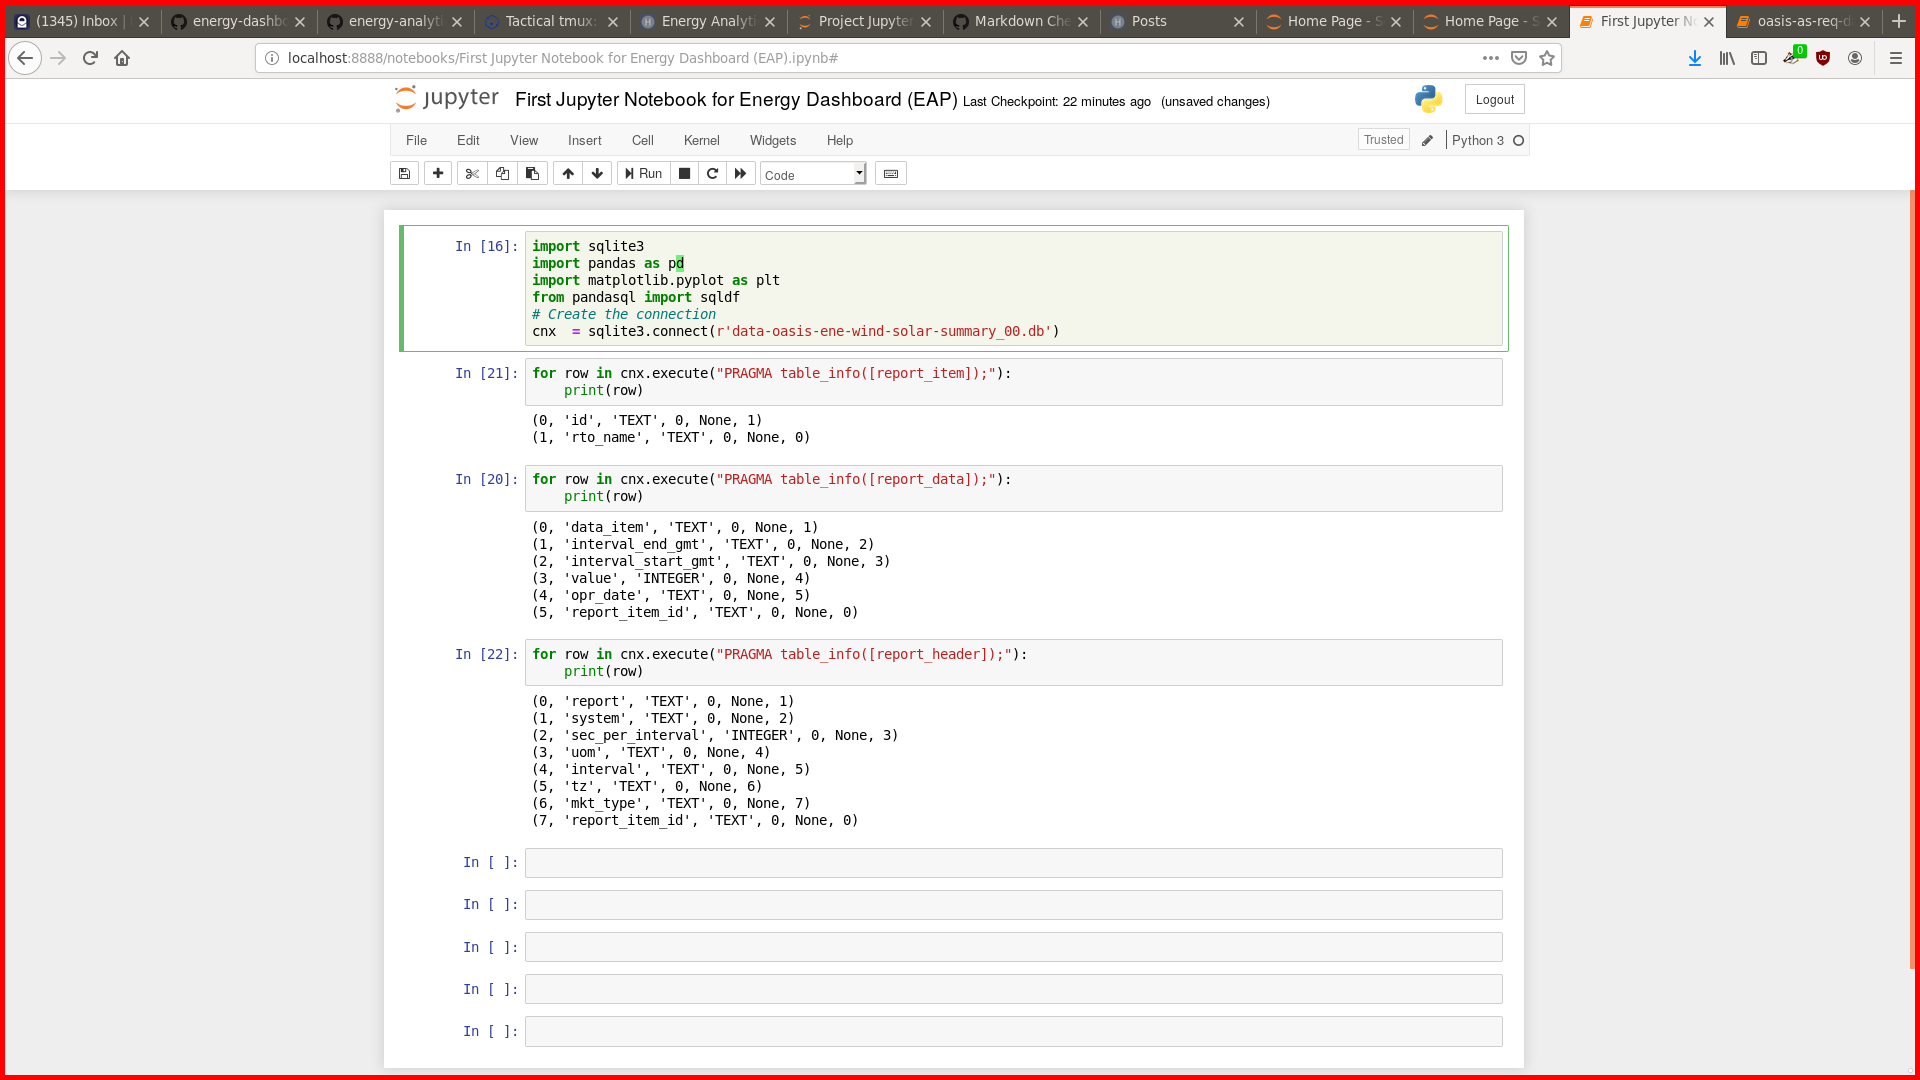 (1345) Inbox |
energy-dashbo
energy-analyti
Tactical tmux:
Energy Analyti
Project Jupyter
Markdown Che
Posts
Home Page - S
Home Page - S
First Jupyter No
oasis-as-req-d
localhost:8888/notebooks/First Jupyter Notebook for Energy Dashboard (EAP).ipynb#
0
jupyter First Jupyter Notebook for Energy Dashboard (EAP) Last Checkpoint: 22 minutes ago (unsaved changes) Logout
File Edit View Insert Cell Kernel Widgets Help Trusted Python 3
Run Code
In [16]: import sqlite3
import pandas as pd
import matplotlib.pyplot as plt
from pandasql import sqldf
# Create the connection
cnx  = sqlite3.connect(r'data-oasis-ene-wind-solar-summary_00.db')
In [21]: for row in cnx.execute("PRAGMA table_info([report_item]);"):
    print(row)
(0, 'id', 'TEXT', 0, None, 1)
(1, 'rto_name', 'TEXT', 0, None, 0)
In [20]: for row in cnx.execute("PRAGMA table_info([report_data]);"):
    print(row)
(0, 'data_item', 'TEXT', 0, None, 1)
(1, 'interval_end_gmt', 'TEXT', 0, None, 2)
(2, 'interval_start_gmt', 'TEXT', 0, None, 3)
(3, 'value', 'INTEGER', 0, None, 4)
(4, 'opr_date', 'TEXT', 0, None, 5)
(5, 'report_item_id', 'TEXT', 0, None, 0)
In [22]: for row in cnx.execute("PRAGMA table_info([report_header]);"):
    print(row)
(0, 'report', 'TEXT', 0, None, 1)
(1, 'system', 'TEXT', 0, None, 2)
(2, 'sec_per_interval', 'INTEGER', 0, None, 3)
(3, 'uom', 'TEXT', 0, None, 4)
(4, 'interval', 'TEXT', 0, None, 5)
(5, 'tz', 'TEXT', 0, None, 6)
(6, 'mkt_type', 'TEXT', 0, None, 7)
(7, 'report_item_id', 'TEXT', 0, None, 0)
In [ ]:
In [ ]:
In [ ]:
In [ ]:
In [ ]: